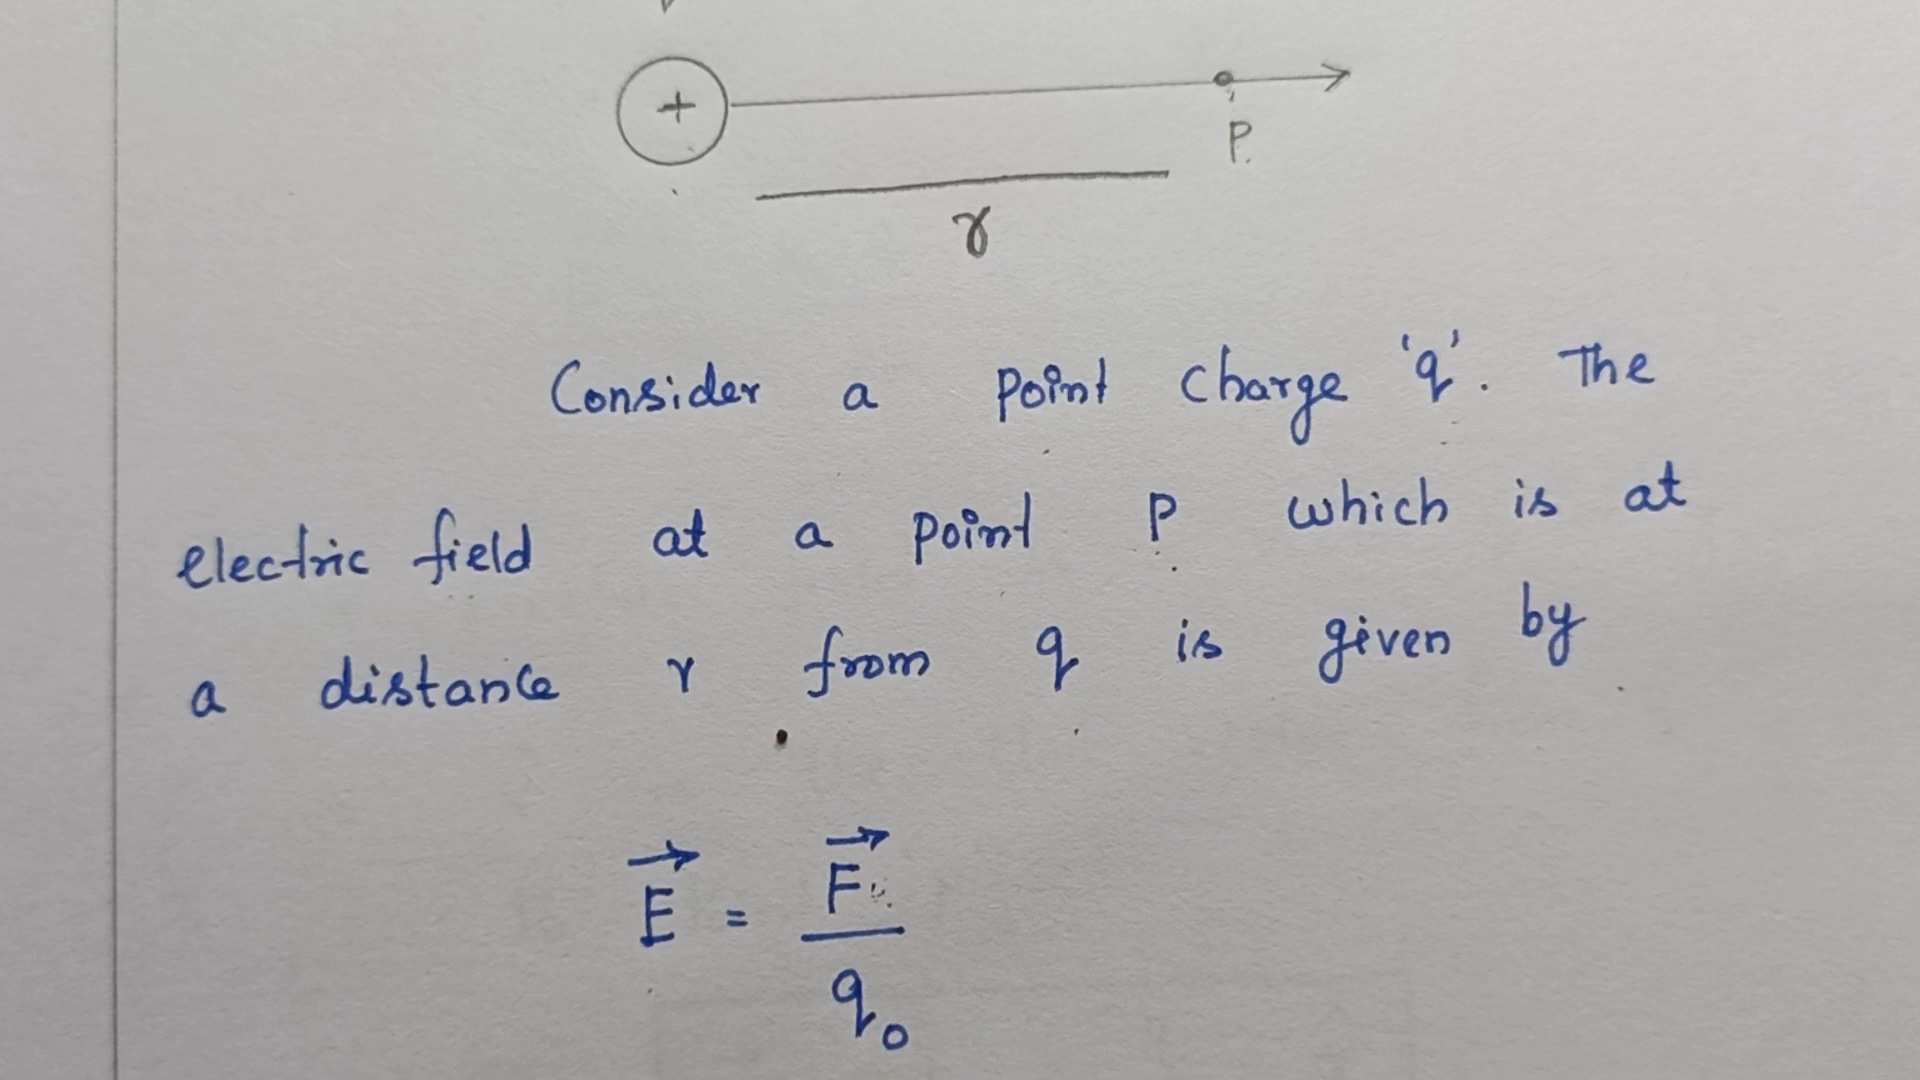 +
P.
r
Consider a point charge 'q'. The
electric field at a point P which is at
a distance r from q is given by
E⃗ = F⃗ / q₀